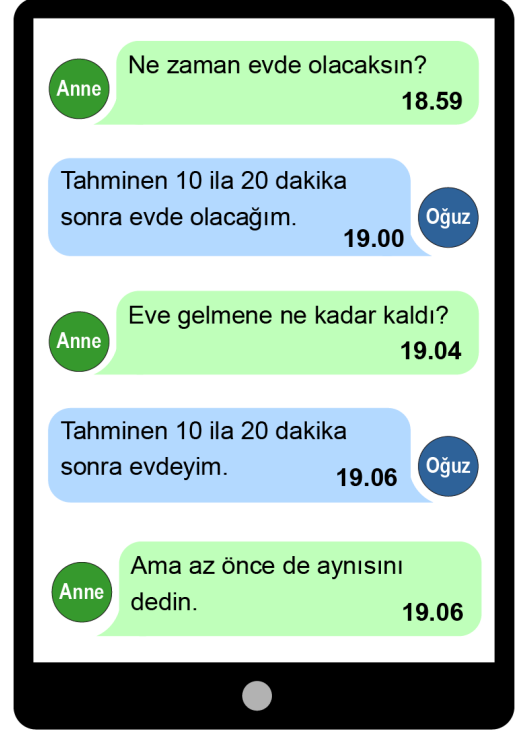 Anne
Ne zaman evde olacaksın?
18.59
Tahminen 10 ila 20 dakika
sonra evde olacağım.
19.00
Oğuz
Anne
Eve gelmene ne kadar kaldı?
19.04
Tahminen 10 ila 20 dakika
sonra evdeyim.
19.06
Oğuz
Anne
Ama az önce de aynısını
dedin.
19.06